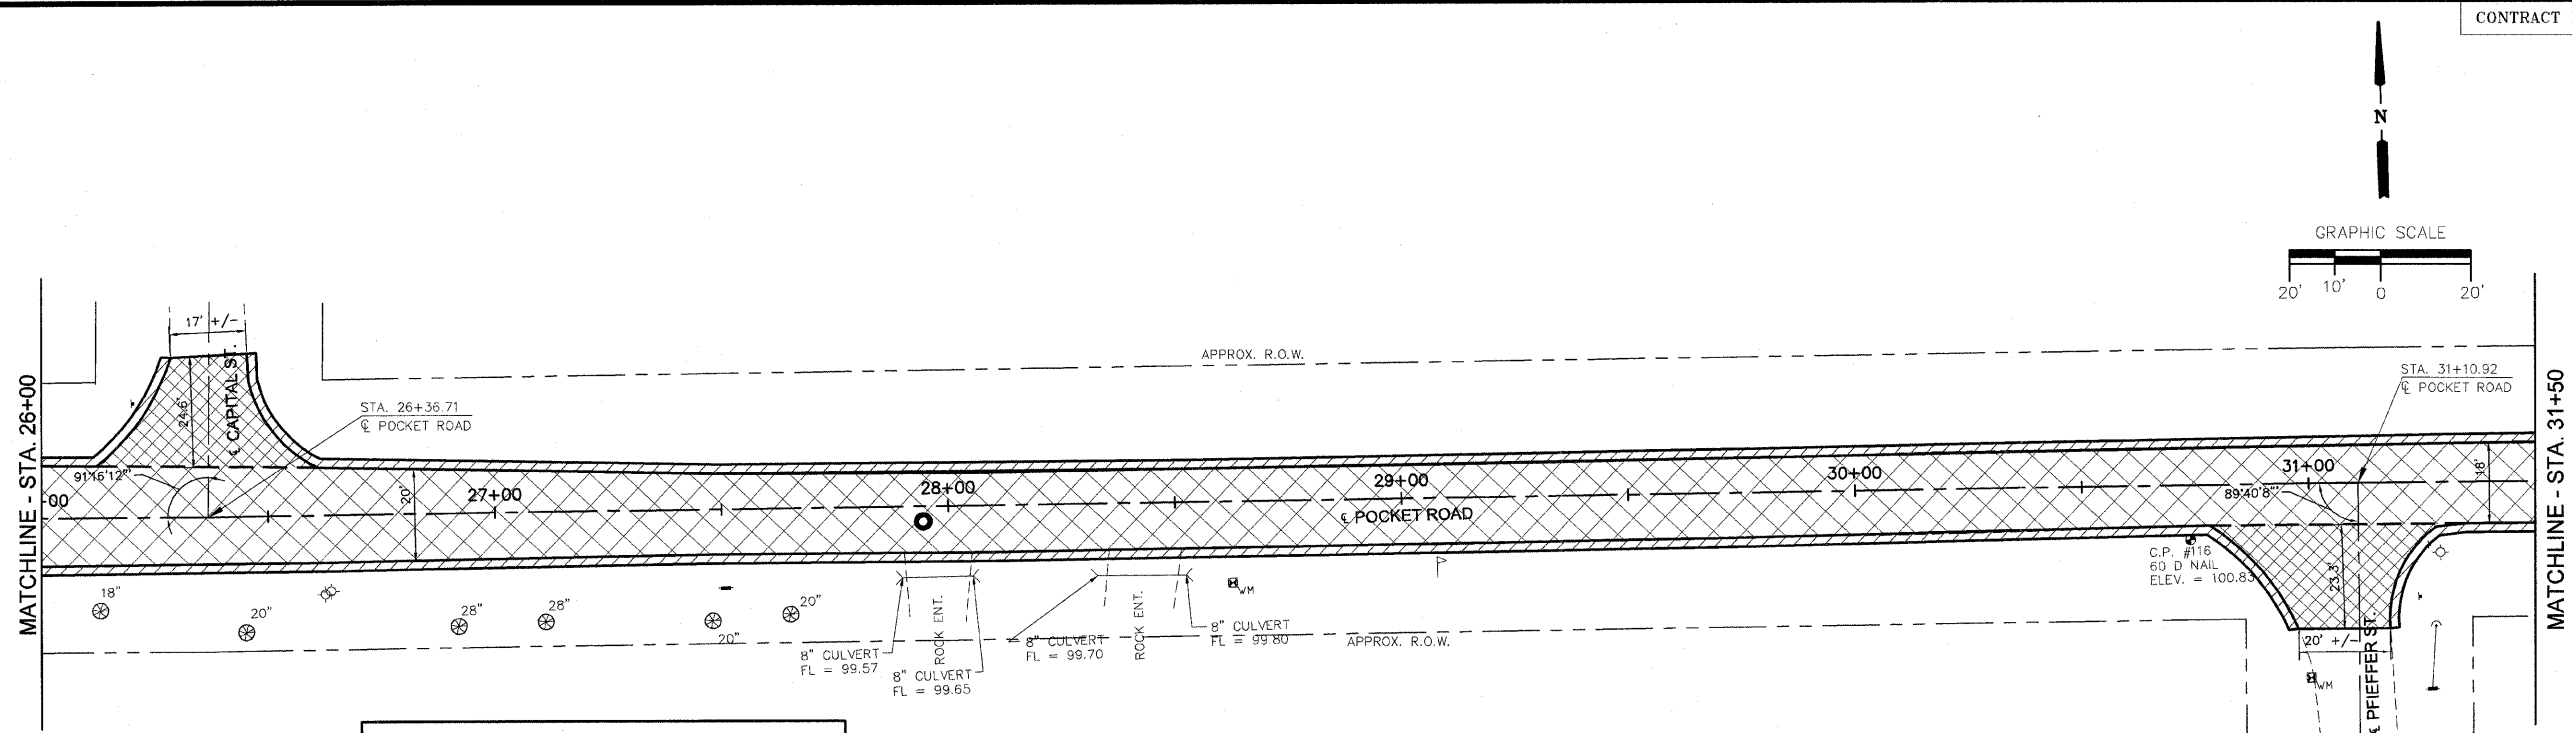 CONTRACT
N
GRAPHIC SCALE
20' 10' 0 20'
MATCHLINE - STA. 26+00
17' +/-
24.6'
℄ CAPITAL ST.
STA. 26+36.71
℄ POCKET ROAD
91°15'12"
+00
20'
27+00
28+00
29+00
30+00
31+00
℄ POCKET ROAD
APPROX. R.O.W.
STA. 31+10.92
℄ POCKET ROAD
89°40'8"
18'
MATCHLINE - STA. 31+50
C.P. #116
60 D NAIL
ELEV. = 100.83
23.3'
20' +/-
℄ PFIEFFER ST.
WM
18"
20"
28"
28"
20"
20"
8" CULVERT
FL = 99.57
ROCK ENT.
8" CULVERT
FL = 99.65
8" CULVERT
FL = 99.70
ROCK ENT.
8" CULVERT
FL = 99.80
WM
APPROX. R.O.W.